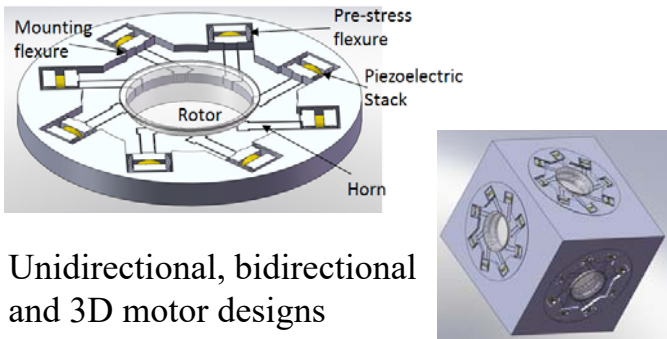 Mounting
flexure
Pre-stress
flexure
Piezoelectric
Stack
Rotor
Horn
Unidirectional, bidirectional
and 3D motor designs